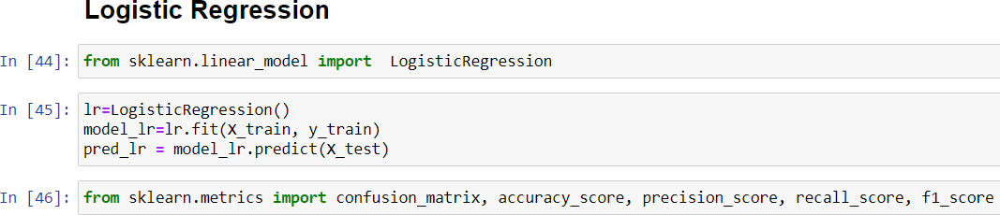 Logistic Regression
In [44]: from sklearn.linear_model import  LogisticRegression
In [45]: lr=LogisticRegression()
model_lr=lr.fit(X_train, y_train)
pred_lr = model_lr.predict(X_test)
In [46]: from sklearn.metrics import confusion_matrix, accuracy_score, precision_score, recall_score, f1_score